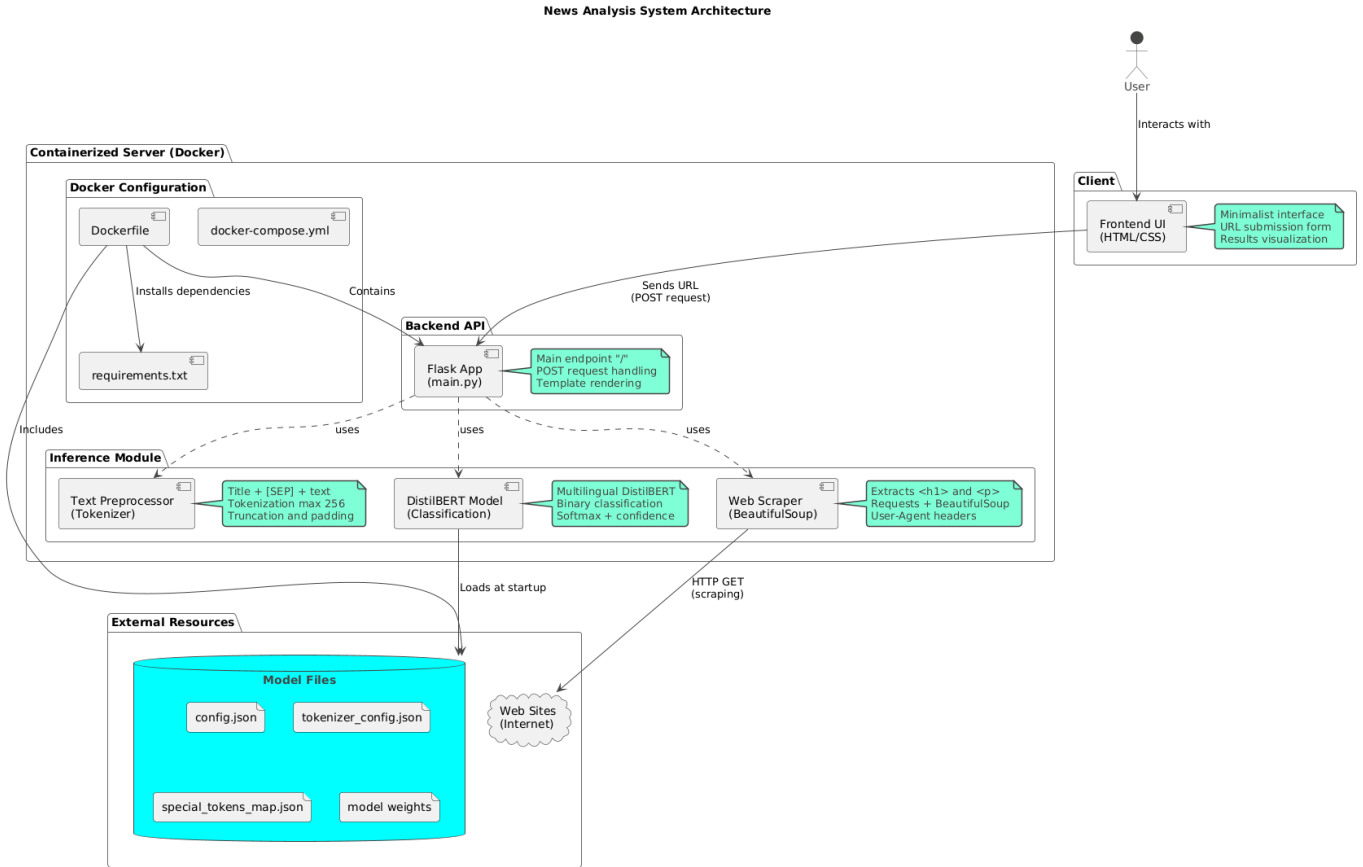 News Analysis System Architecture
User
Interacts with
Client
Frontend UI
(HTML/CSS)
Minimalist interface
URL submission form
Results visualization
Containerized Server (Docker)
Docker Configuration
Dockerfile
docker-compose.yml
Installs dependencies
Contains
Sends URL
(POST request)
requirements.txt
Backend API
Flask App
(main.py)
Main endpoint "/"
POST request handling
Template rendering
Includes
uses
uses
uses
Inference Module
Text Preprocessor
(Tokenizer)
Title + [SEP] + text
Tokenization max 256
Truncation and padding
DistilBERT Model
(Classification)
Multilingual DistilBERT
Binary classification
Softmax + confidence
Web Scraper
(BeautifulSoup)
Extracts <h1> and <p>
Requests + BeautifulSoup
User-Agent headers
Loads at startup
HTTP GET
(scraping)
External Resources
Model Files
config.json
tokenizer_config.json
special_tokens_map.json
model weights
Web Sites
(Internet)